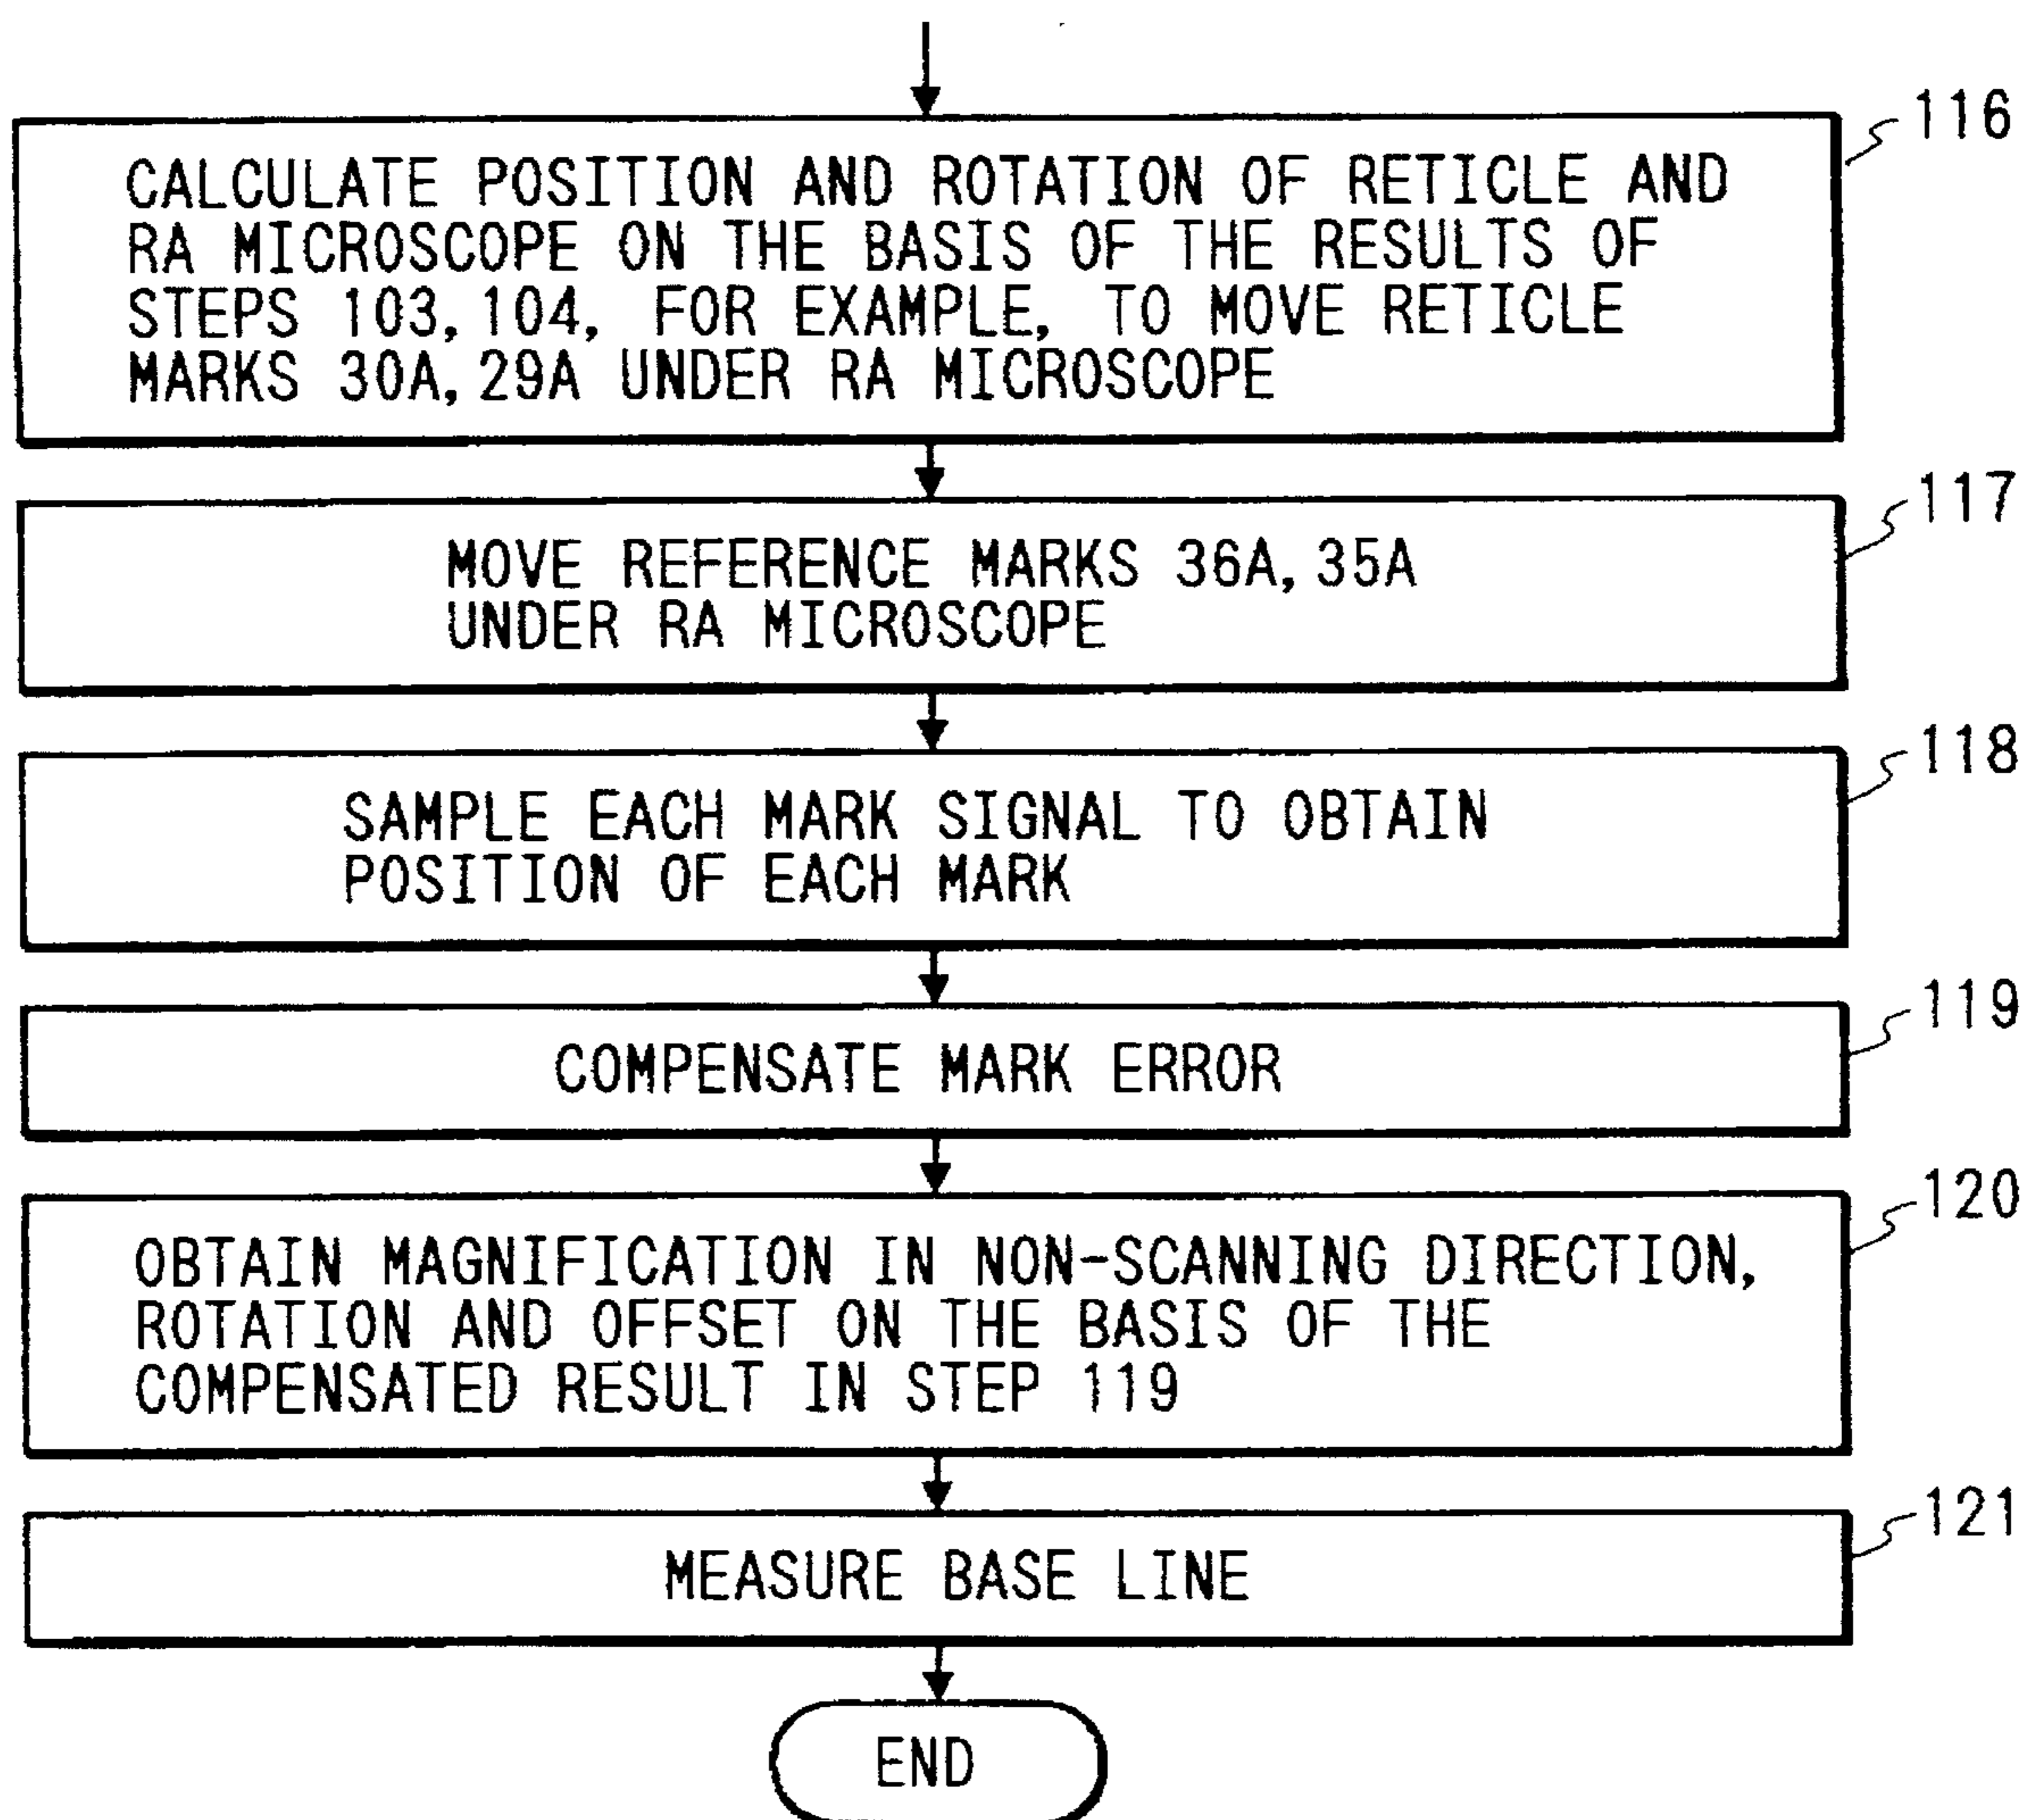 116
CALCULATE POSITION AND ROTATION OF RETICLE AND
RA MICROSCOPE ON THE BASIS OF THE RESULTS OF
STEPS 103, 104, FOR EXAMPLE, TO MOVE RETICLE
MARKS 30A, 29A UNDER RA MICROSCOPE
117
MOVE REFERENCE MARKS 36A, 35A
UNDER RA MICROSCOPE
118
SAMPLE EACH MARK SIGNAL TO OBTAIN
POSITION OF EACH MARK
119
COMPENSATE MARK ERROR
120
OBTAIN MAGNIFICATION IN NON-SCANNING DIRECTION,
ROTATION AND OFFSET ON THE BASIS OF THE
COMPENSATED RESULT IN STEP 119
121
MEASURE BASE LINE
END